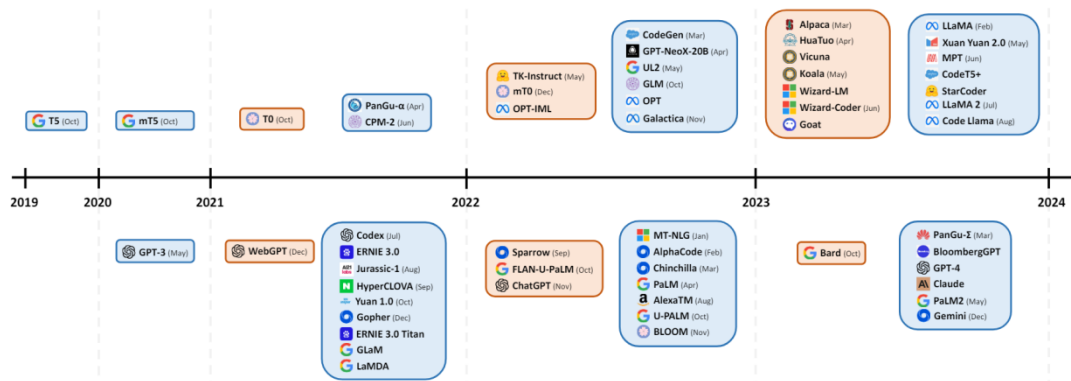 T5 (Oct)
mT5 (Oct)
T0 (Oct)
PanGu-α (Apr)
CPM-2 (Jun)
TK-Instruct (May)
mT0 (Dec)
OPT-IML
CodeGen (Mar)
GPT-NeoX-20B (Apr)
UL2 (May)
GLM (Oct)
OPT
Galactica (Nov)
Alpaca (Mar)
HuaTuo (Apr)
Vicuna
Koala (May)
Wizard-LM
Wizard-Coder (Jun)
Goat
LLaMA (Feb)
Xuan Yuan 2.0 (May)
MPT (Jun)
CodeT5+
StarCoder
LLaMA 2 (Jul)
Code Llama (Aug)
2019 2020 2021 2022 2023 2024
GPT-3 (May)
WebGPT (Dec)
Codex (Jul)
ERNIE 3.0
Jurassic-1 (Aug)
HyperCLOVA (Sep)
Yuan 1.0 (Oct)
Gopher (Dec)
ERNIE 3.0 Titan
GLaM
LaMDA
Sparrow (Sep)
FLAN-U-PaLM (Oct)
ChatGPT (Nov)
MT-NLG (Jan)
AlphaCode (Feb)
Chinchilla (Mar)
PaLM (Apr)
AlexaTM (Aug)
U-PALM (Oct)
BLOOM (Nov)
Bard (Oct)
PanGu-Σ (Mar)
BloombergGPT
GPT-4
Claude
PaLM2 (May)
Gemini (Dec)